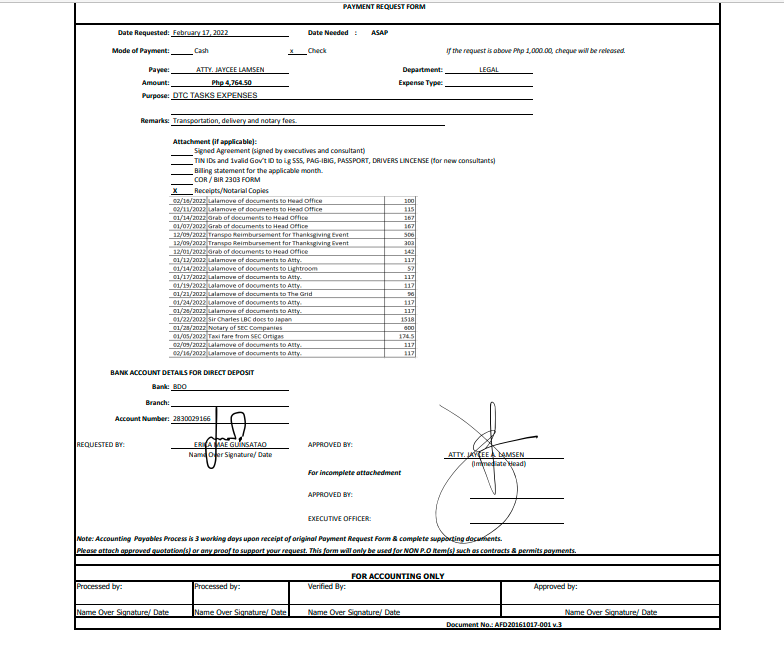 PAYMENT REQUEST FORM
Date Requested: February 17, 2022 Date Needed : ASAP
Mode of Payment: Cash x Check If the request is above Php 1,000.00, cheque will be released.
Payee: ATTY. JAYCEE LAMSEN Department: LEGAL
Amount: Php 4,764.50 Expense Type:
Purpose: DTC TASKS EXPENSES
Remarks: Transportation, delivery and notary fees.
Attachment (if applicable):
Signed Agreement (signed by executives and consultant)
TIN IDs and 1valid Gov't ID to i.g SSS, PAG-IBIG, PASSPORT, DRIVERS LINCENSE (for new consultants)
Billing statement for the applicable month.
COR / BIR 2303 FORM
X Receipts/Notarial Copies
02/16/2022 Lalamove of documents to Head Office 100
02/11/2022 Lalamove of documents to Head Office 115
01/14/2022 Grab of documents to Head Office 167
01/07/2022 Grab of documents to Head Office 167
12/09/2022 Transpo Reimbursement for Thanksgiving Event 506
12/09/2022 Transpo Reimbursement for Thanksgiving Event 303
12/01/2022 Grab of documents to Head Office 142
01/12/2022 Lalamove of documents to Atty. 117
01/14/2022 Lalamove of documents to Lightroom 57
01/17/2022 Lalamove of documents to Atty. 117
01/19/2022 Lalamove of documents to Atty. 117
01/21/2022 Lalamove of documents to The Grid 96
01/24/2022 Lalamove of documents to Atty. 117
01/26/2022 Lalamove of documents to Atty. 117
01/22/2022 Sir Charles LBC docs to Japan 1518
01/28/2022 Notary of SEC Companies 600
01/05/2022 Taxi fare from SEC Ortigas 174.5
02/09/2022 Lalamove of documents to Atty. 117
02/16/2022 Lalamove of documents to Atty. 117
BANK ACCOUNT DETAILS FOR DIRECT DEPOSIT
Bank: BDO
Branch:
Account Number: 2830029166
REQUESTED BY: ERIKA MAE GUINSATAO APPROVED BY:
ATTY. JAYCEE A. LAMSEN
Name Over Signature/ Date (Immediate Head)
For incomplete attachedment
APPROVED BY:
EXECUTIVE OFFICER:
Note: Accounting Payables Process is 3 working days upon receipt of original Payment Request Form & complete supporting documents.
Please attach approved quotation(s) or any proof to support your request. This form will only be used for NON P.O item(s) such as contracts & permits payments.
FOR ACCOUNTING ONLY
Processed by: Processed by: Verified By: Approved by:
Name Over Signature/ Date Name Over Signature/ Date Name Over Signature/ Date Name Over Signature/ Date
Document No.: AFD20161017-001 v.3